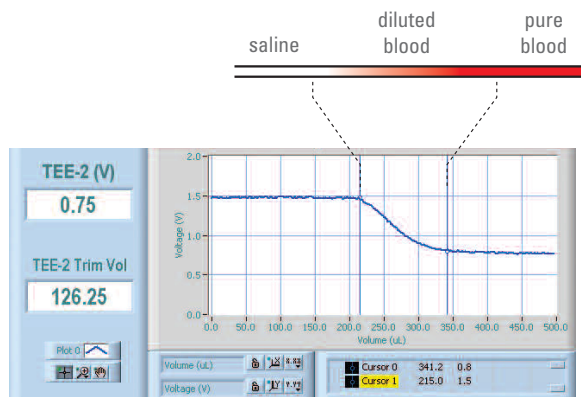 saline
diluted
blood
pure
blood
TEE-2 (V)
0.75
TEE-2 Trim Vol
126.25
Plot 0
Voltage (V)
2.0
1.5
1.0
0.5
0.0
0.0 50.0 100.0 150.0 200.0 250.0 300.0 350.0 400.0 450.0 500.0
Volume (uL)
Volume (uL) X X.XX
Voltage (V) Y Y.YY
Cursor 0 341.2 0.8
Cursor 1 215.0 1.5